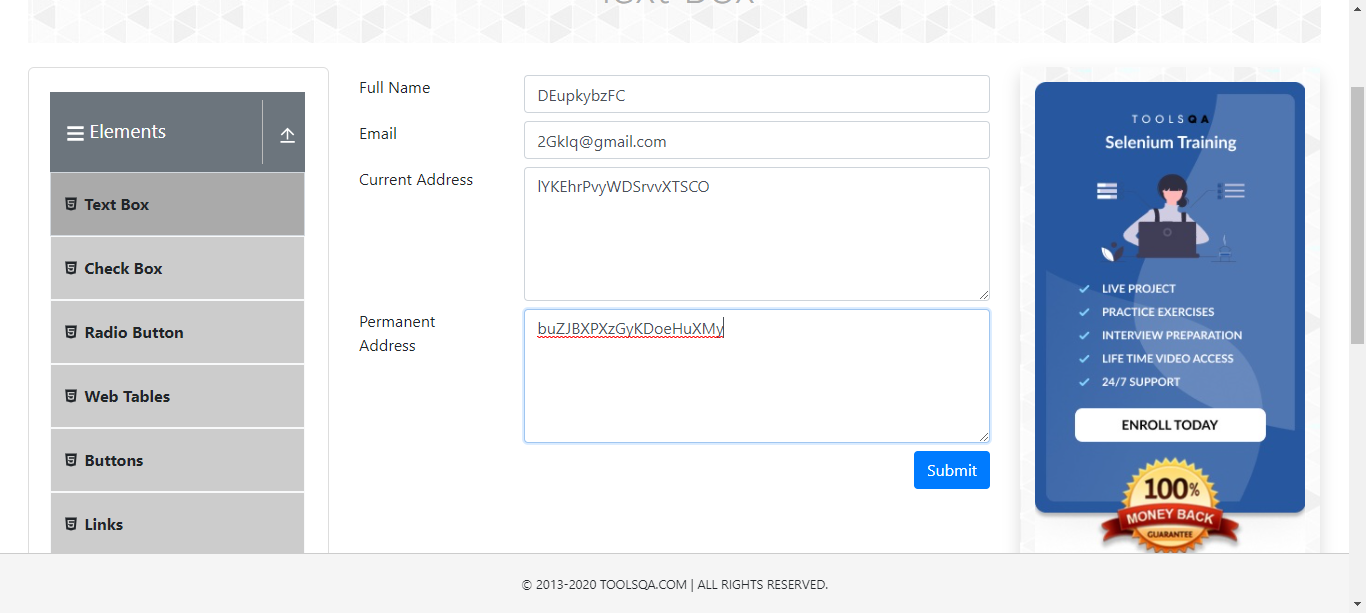 Text Box
Elements
Text Box
Check Box
Radio Button
Web Tables
Buttons
Links
Full Name
DEupkybzFC
Email
2GkIq@gmail.com
Current Address
lYKEhrPvyWDSrvvXTSCO
Permanent
Address
buZJBXPXzGyKDoeHuXMy
Submit
TOOLSQA
Selenium Training
LIVE PROJECT
PRACTICE EXERCISES
INTERVIEW PREPARATION
LIFE TIME VIDEO ACCESS
24/7 SUPPORT
ENROLL TODAY
100%
MONEY BACK
GUARANTEE
© 2013-2020 TOOLSQA.COM | ALL RIGHTS RESERVED.